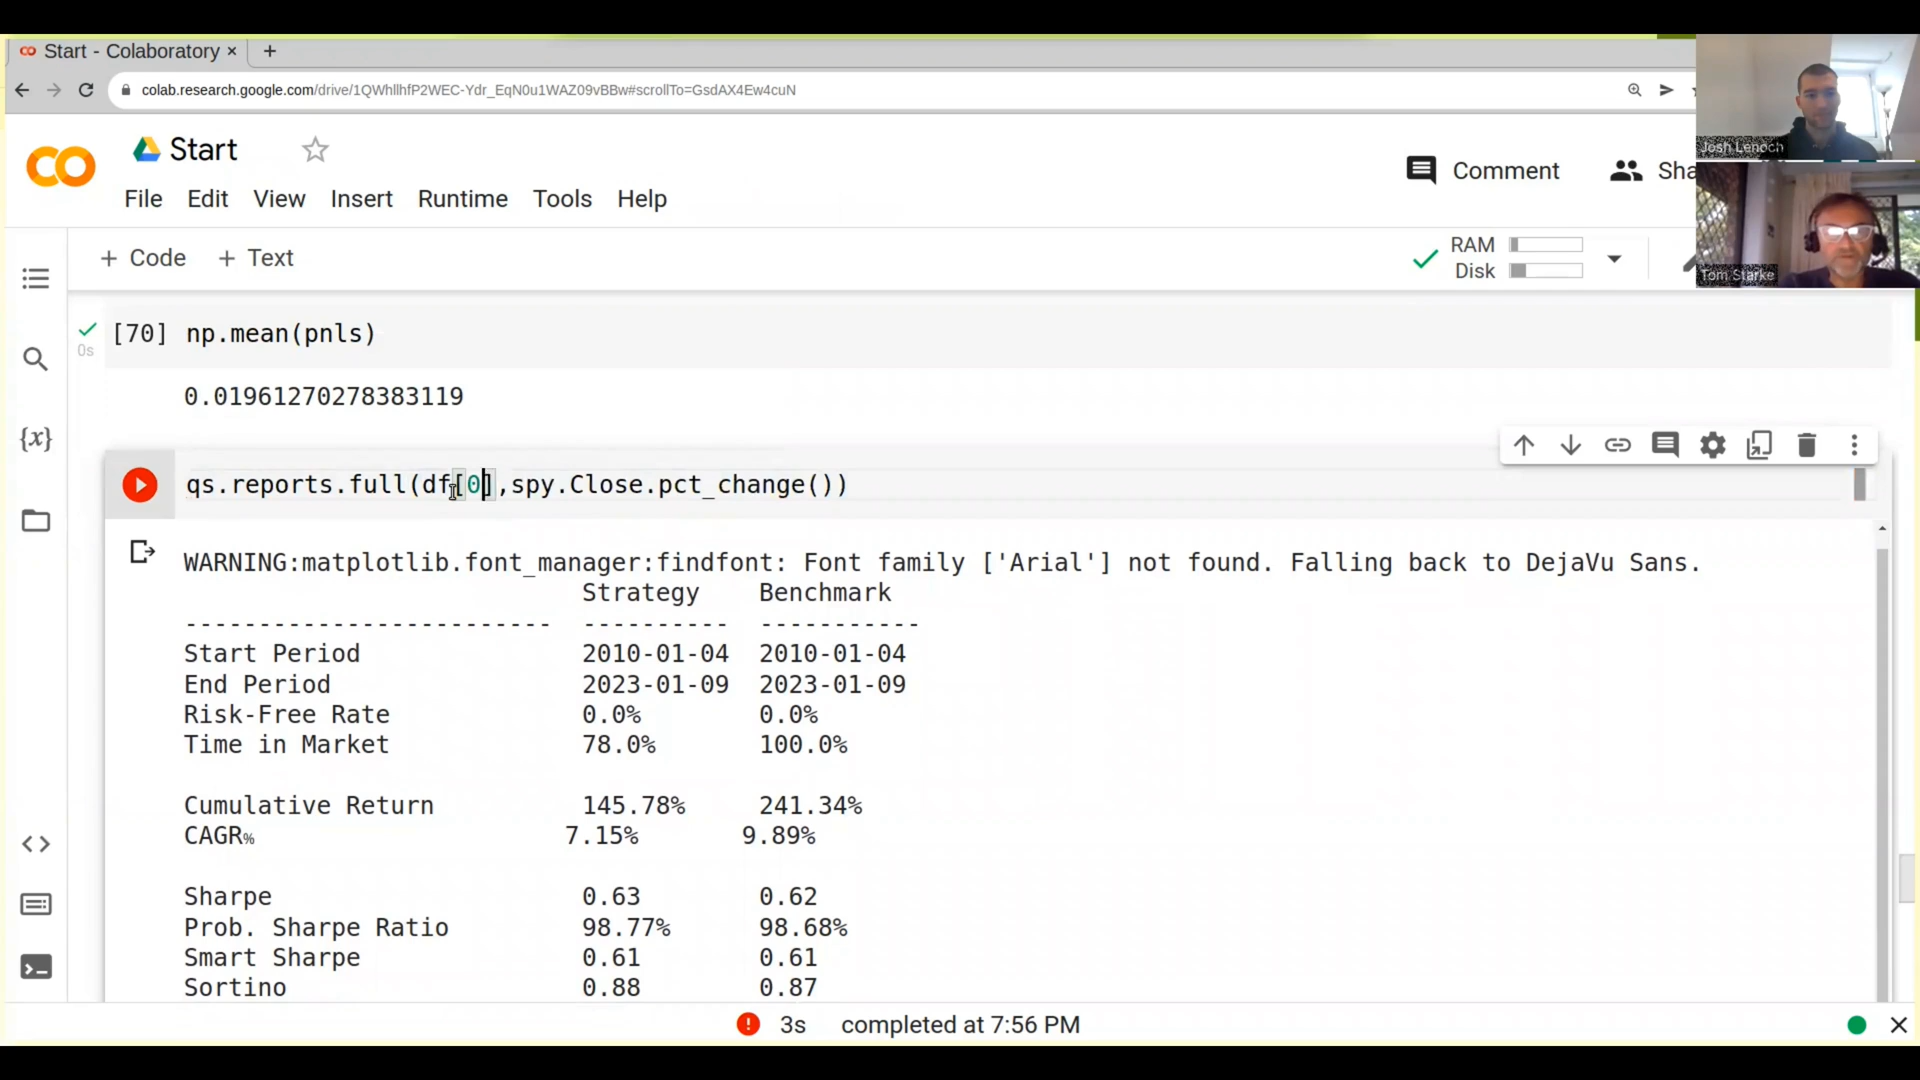 Start - Colaboratory
colab.research.google.com/drive/1QWhllhfP2WEC-Ydr_EqN0u1WAZ09vBBw#scrollTo=GsdAX4Ew4cuN
Start
Comment
Sha
File Edit View Insert Runtime Tools Help
+ Code + Text
RAM
Disk
Josh Lenoch
Tom Starke
[70] np.mean(pnls)
0s
0.01961270278383119
{x}
qs.reports.full(df[0],spy.Close.pct_change())
WARNING:matplotlib.font_manager:findfont: Font family ['Arial'] not found. Falling back to DejaVu Sans.
Strategy Benchmark
------------------------- ---------- -----------
Start Period 2010-01-04 2010-01-04
End Period 2023-01-09 2023-01-09
Risk-Free Rate 0.0% 0.0%
Time in Market 78.0% 100.0%
Cumulative Return 145.78% 241.34%
CAGR﹪ 7.15% 9.89%
Sharpe 0.63 0.62
Prob. Sharpe Ratio 98.77% 98.68%
Smart Sharpe 0.61 0.61
Sortino 0.88 0.87
3s completed at 7:56 PM